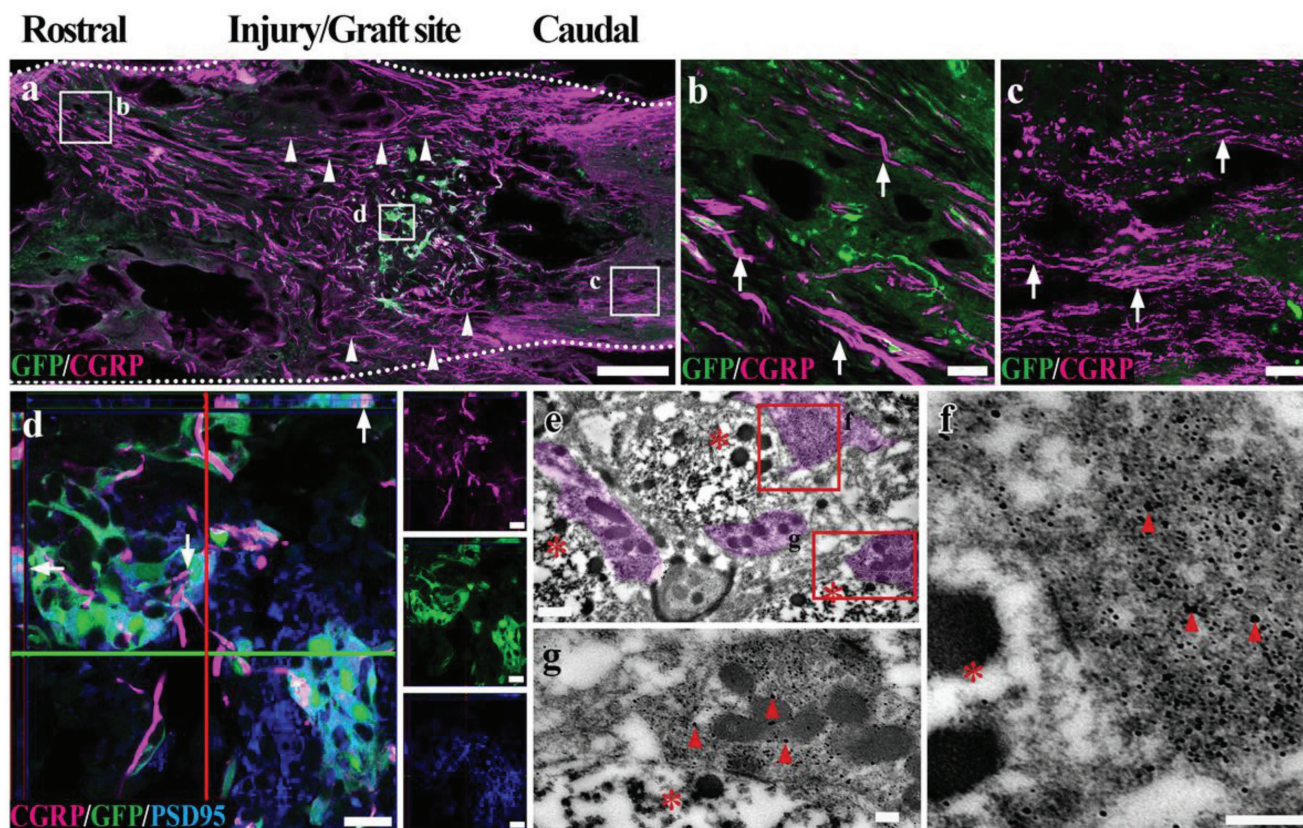 Rostral Injury/Graft site Caudal
a
b
d
c
GFP/CGRP
b
GFP/CGRP
c
GFP/CGRP
d
CGRP/GFP/PSD95
e
f
g
g
f